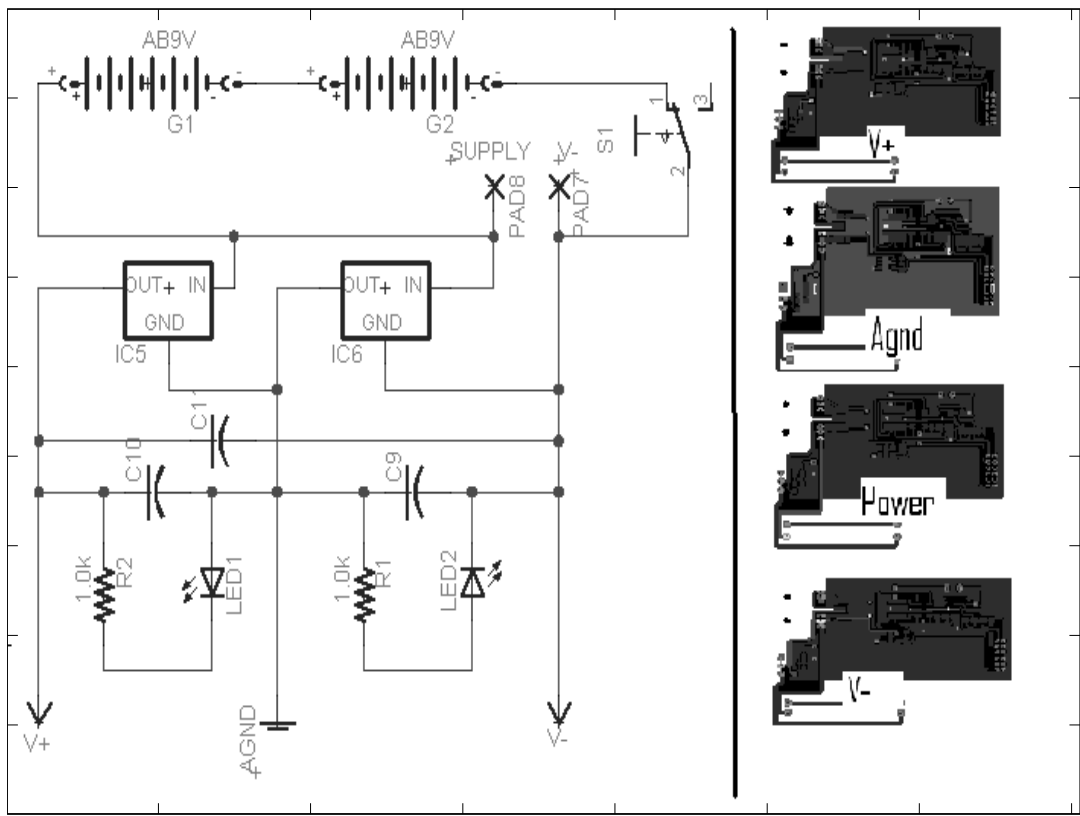 AB9V
AB9V
G1
G2
S1
1
3
2
SUPPLY
V-
PAD8
PAD7
OUT+ IN
GND
IC5
OUT+ IN
GND
IC6
C11
C10
C9
1.0k
R2
LED1
1.0k
R1
LED2
V+
AGND
V-
V+
Agnd
Power
V-